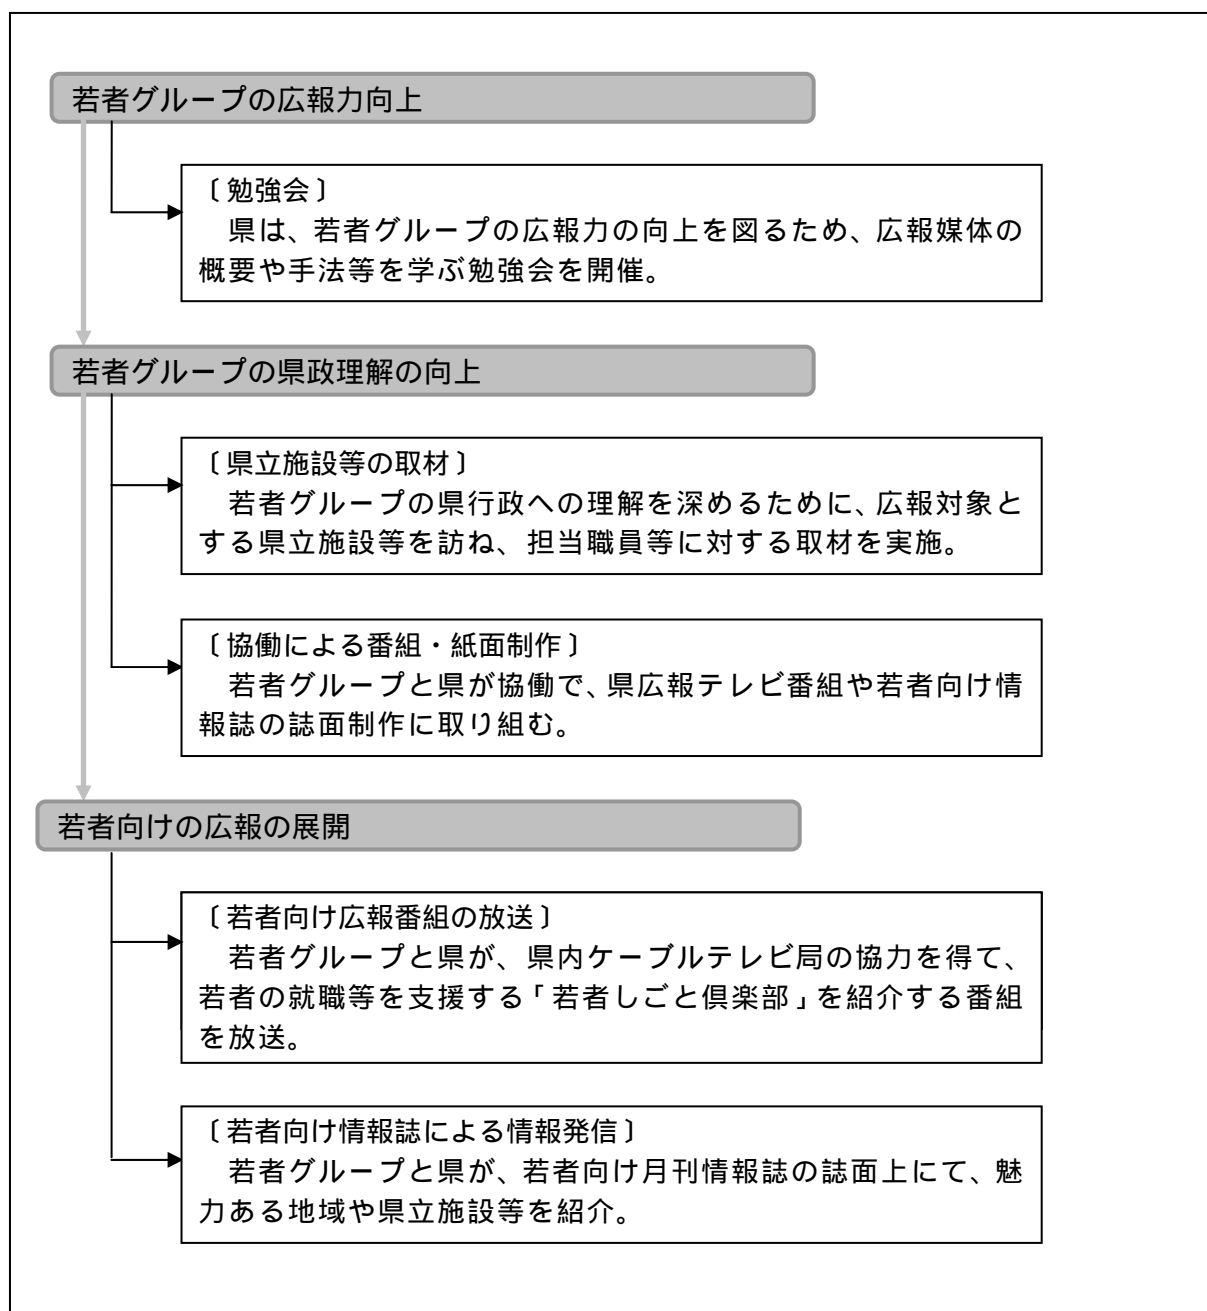 若者グループの広報力向上
〔勉強会〕
　県は、若者グループの広報力の向上を図るため、広報媒体の
概要や手法等を学ぶ勉強会を開催。
若者グループの県政理解の向上
〔県立施設等の取材〕
　若者グループの県行政への理解を深めるために、広報対象と
する県立施設等を訪ね、担当職員等に対する取材を実施。
〔協働による番組・紙面制作〕
　若者グループと県が協働で、県広報テレビ番組や若者向け情
報誌の誌面制作に取り組む。
若者向けの広報の展開
〔若者向け広報番組の放送〕
　若者グループと県が、県内ケーブルテレビ局の協力を得て、
若者の就職等を支援する「若者しごと倶楽部」を紹介する番組
を放送。
〔若者向け情報誌による情報発信〕
　若者グループと県が、若者向け月刊情報誌の誌面上にて、魅
力ある地域や県立施設等を紹介。